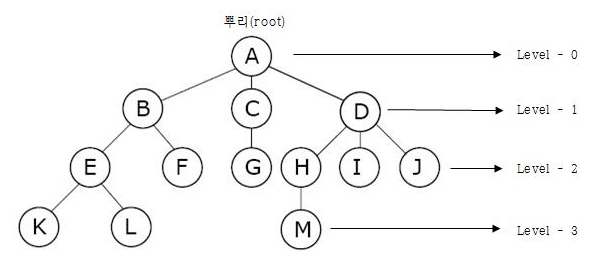 뿌리(root)
A Level - 0
B C D Level - 1
E F G H I J Level - 2
K L M Level - 3